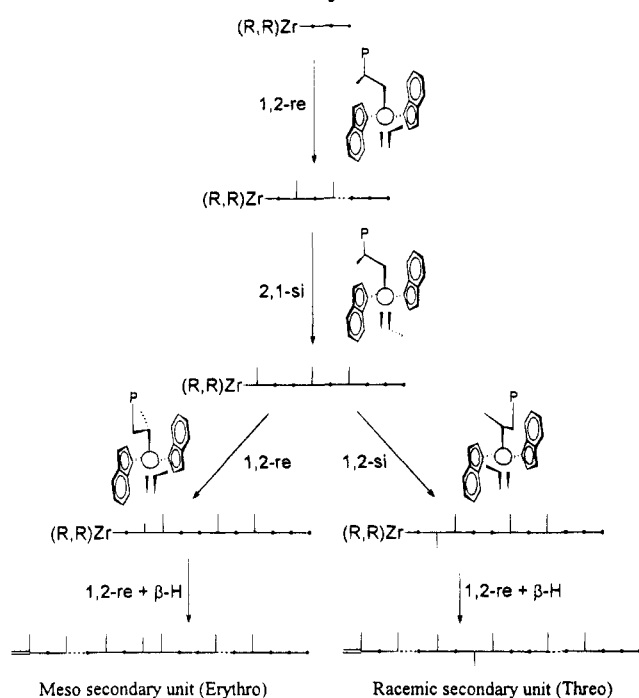 (R,R)Zr
P
1,2-re
(R,R)Zr
P
2,1-si
(R,R)Zr
P
P
1,2-re
1,2-si
(R,R)Zr
(R,R)Zr
1,2-re + β-H
1,2-re + β-H
Meso secondary unit (Erythro)
Racemic secondary unit (Threo)